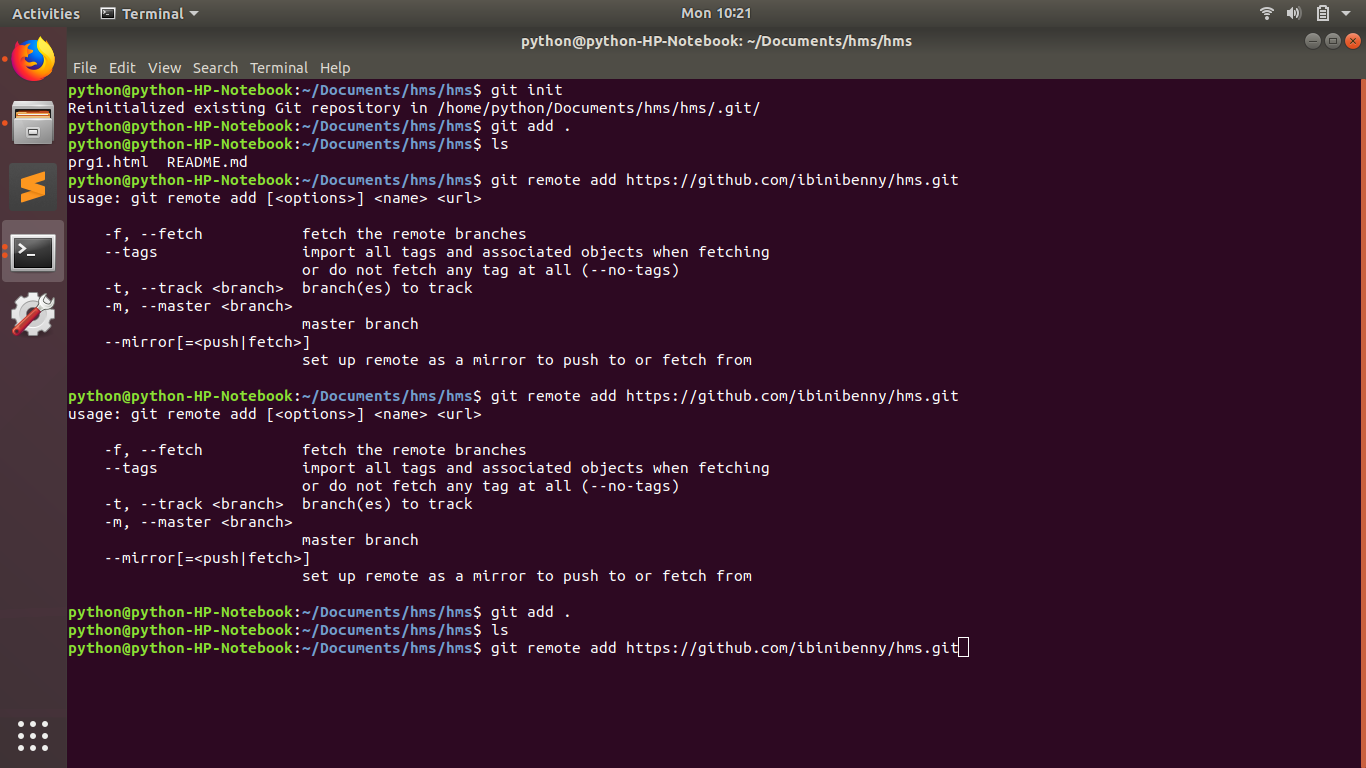 Activities Terminal Mon 10:21
python@python-HP-Notebook: ~/Documents/hms/hms
File Edit View Search Terminal Help
python@python-HP-Notebook:~/Documents/hms/hms$ git init
Reinitialized existing Git repository in /home/python/Documents/hms/hms/.git/
python@python-HP-Notebook:~/Documents/hms/hms$ git add .
python@python-HP-Notebook:~/Documents/hms/hms$ ls
prg1.html  README.md
python@python-HP-Notebook:~/Documents/hms/hms$ git remote add https://github.com/ibinibenny/hms.git
usage: git remote add [<options>] <name> <url>
    -f, --fetch           fetch the remote branches
    --tags                import all tags and associated objects when fetching
                          or do not fetch any tag at all (--no-tags)
    -t, --track <branch>  branch(es) to track
    -m, --master <branch>
                          master branch
    --mirror[=<push|fetch>]
                          set up remote as a mirror to push to or fetch from
python@python-HP-Notebook:~/Documents/hms/hms$ git remote add https://github.com/ibinibenny/hms.git
usage: git remote add [<options>] <name> <url>
    -f, --fetch           fetch the remote branches
    --tags                import all tags and associated objects when fetching
                          or do not fetch any tag at all (--no-tags)
    -t, --track <branch>  branch(es) to track
    -m, --master <branch>
                          master branch
    --mirror[=<push|fetch>]
                          set up remote as a mirror to push to or fetch from
python@python-HP-Notebook:~/Documents/hms/hms$ git add .
python@python-HP-Notebook:~/Documents/hms/hms$ ls
python@python-HP-Notebook:~/Documents/hms/hms$ git remote add https://github.com/ibinibenny/hms.git